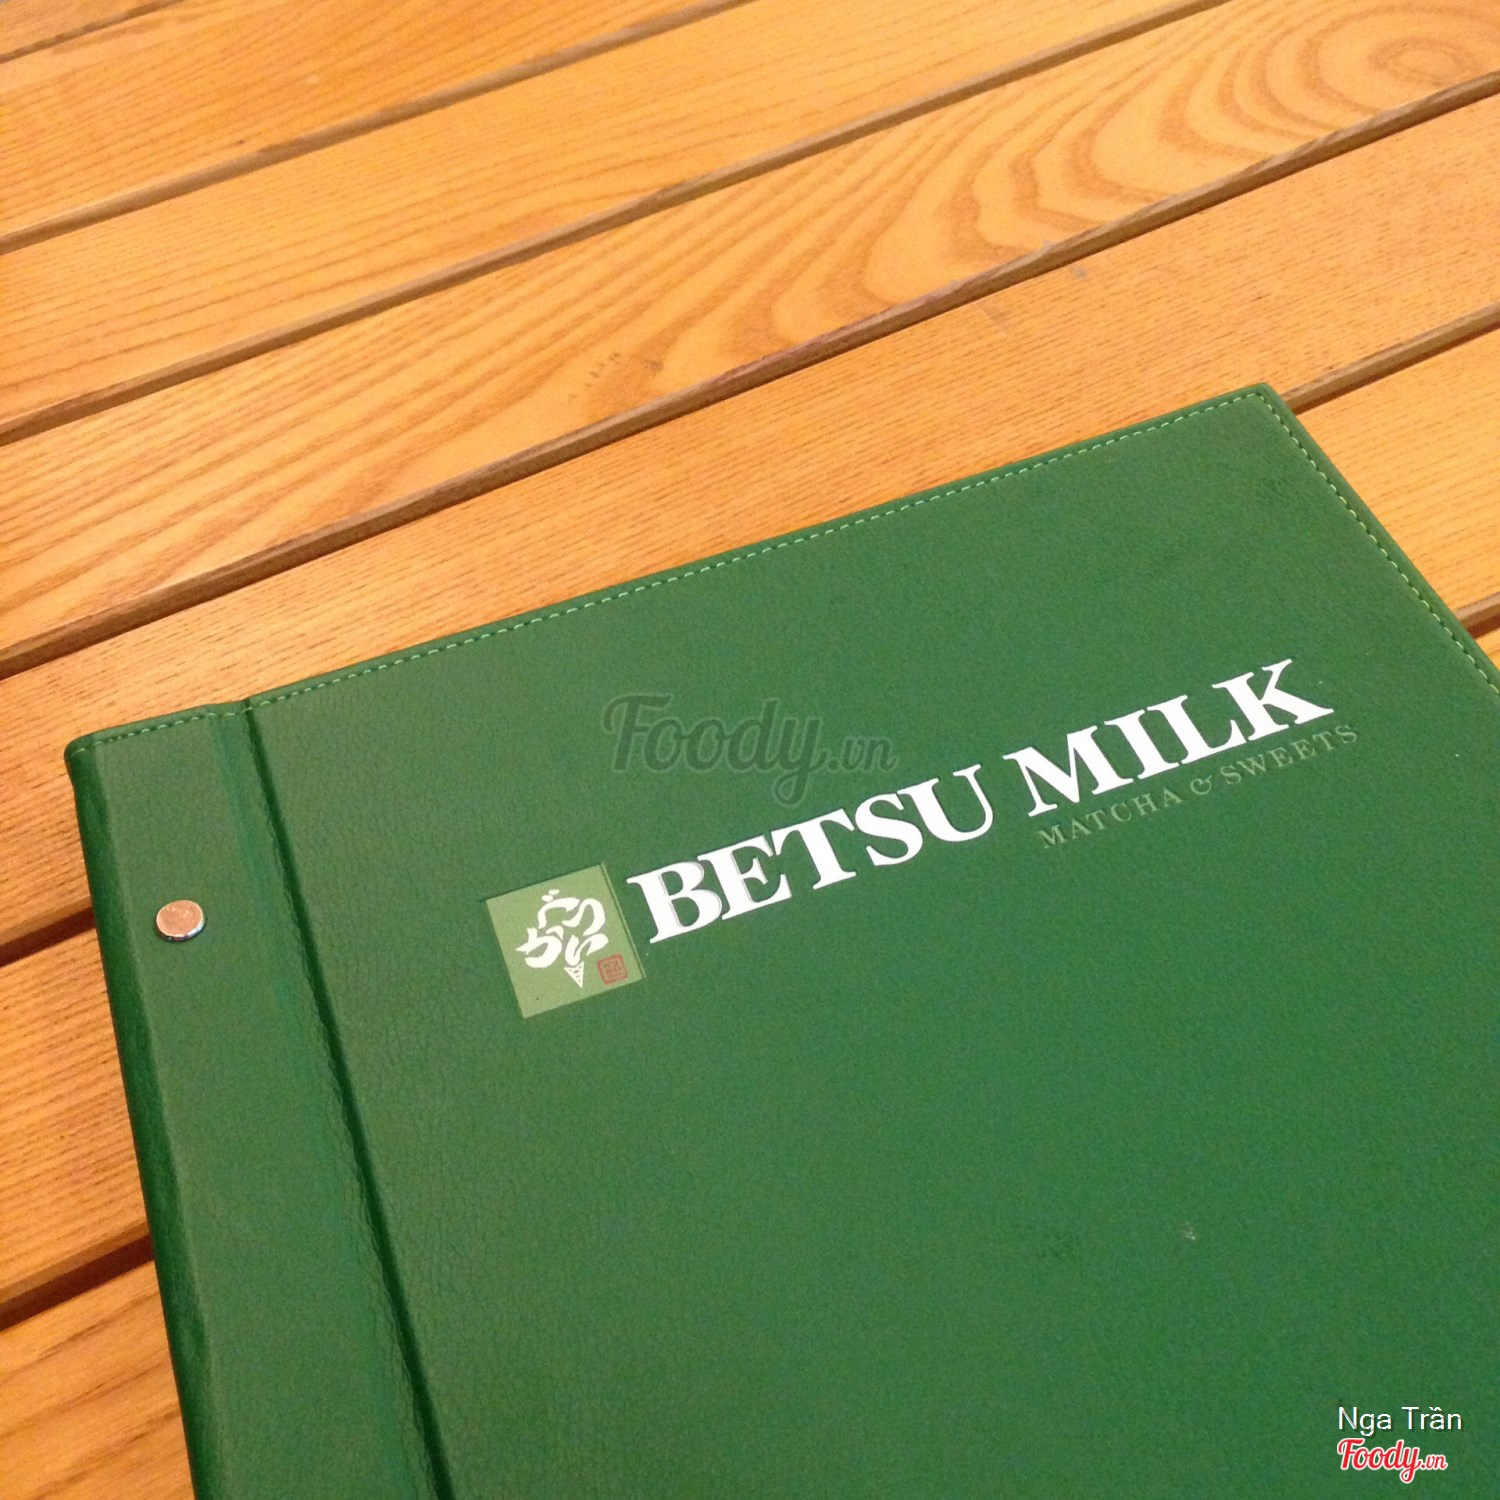 Foody.vn
BETSU MILK
MATCHA & SWEETS
Nga Trần
Foody.vn